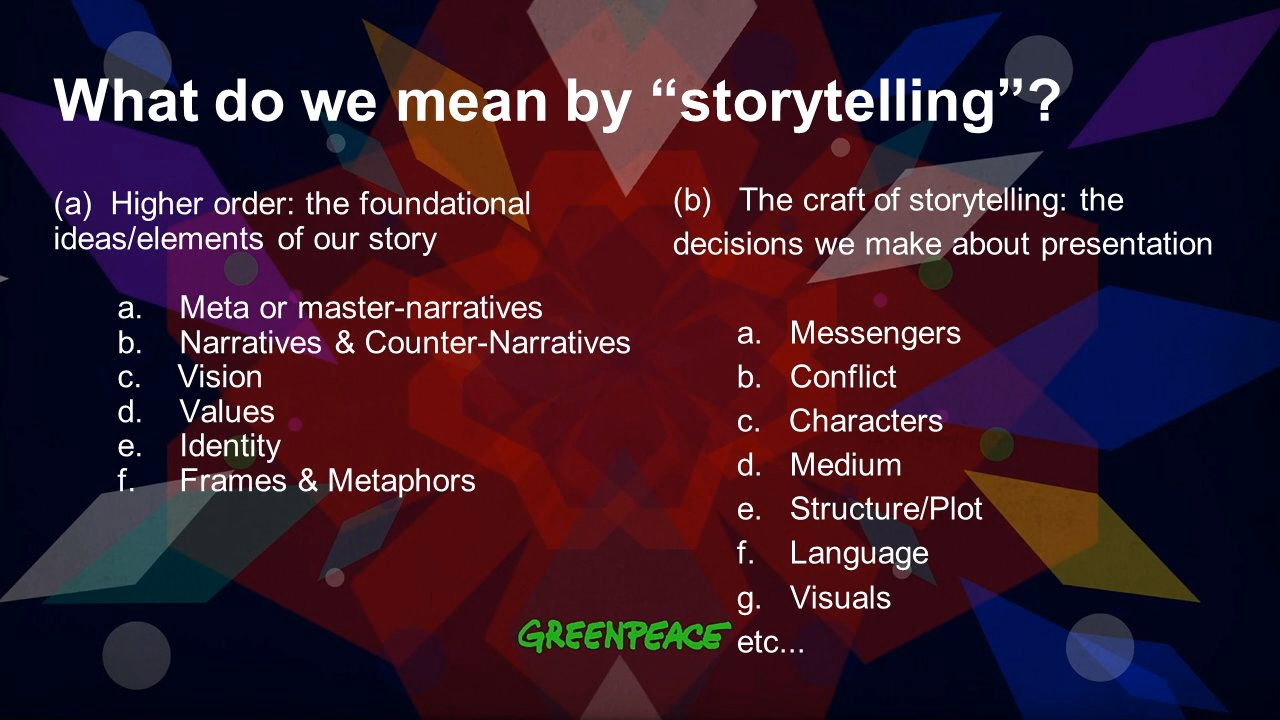 What do we mean by “storytelling”?
(a) Higher order: the foundational
ideas/elements of our story
a. Meta or master-narratives
b. Narratives & Counter-Narratives
c. Vision
d. Values
e. Identity
f. Frames & Metaphors
(b) The craft of storytelling: the
decisions we make about presentation
a. Messengers
b. Conflict
c. Characters
d. Medium
e. Structure/Plot
f. Language
g. Visuals
etc...
GREENPEACE